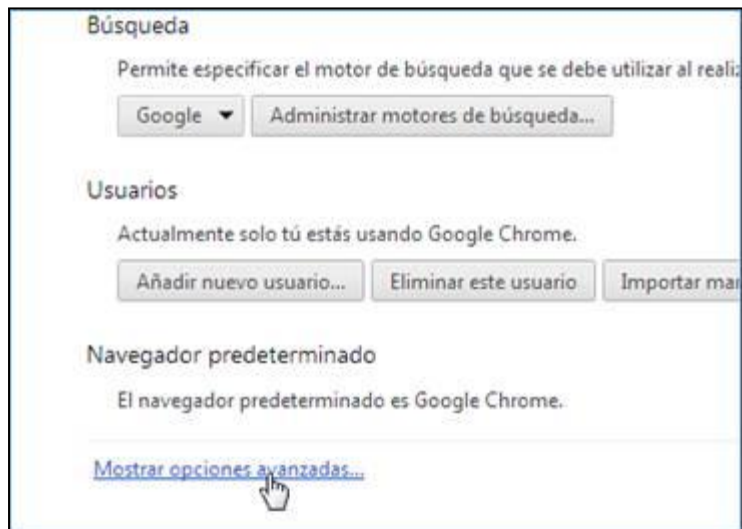 Búsqueda
Permite especificar el motor de búsqueda que se debe utilizar al
Google
Administrar motores de búsqueda...
Usuarios
Actualmente solo tú estás usando Google Chrome.
Añadir nuevo usuario...
Eliminar este usuario
Importar
Navegador predeterminado
El navegador predeterminado es Google Chrome.
Mostrar opciones avanzadas...